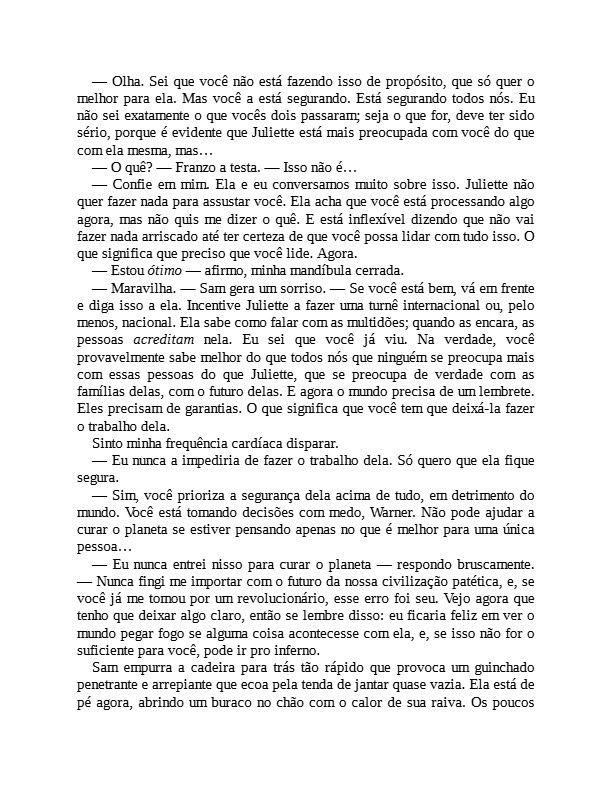 — Olha. Sei que você não está fazendo isso de propósito, que só quer o
melhor para ela. Mas você a está segurando. Está segurando todos nós. Eu
não sei exatamente o que vocês dois passaram; seja o que for, deve ter sido
sério, porque é evidente que Juliette está mais preocupada com você do que
com ela mesma, mas…
— O quê? — Franzo a testa. — Isso não é…
— Confie em mim. Ela e eu conversamos muito sobre isso. Juliette não
quer fazer nada para assustar você. Ela acha que você está processando algo
agora, mas não quis me dizer o quê. E está inflexível dizendo que não vai
fazer nada arriscado até ter certeza de que você possa lidar com tudo isso. O
que significa que preciso que você lide. Agora.
— Estou ótimo — afirmo, minha mandíbula cerrada.
— Maravilha. — Sam gera um sorriso. — Se você está bem, vá em frente
e diga isso a ela. Incentive Juliette a fazer uma turnê internacional ou, pelo
menos, nacional. Ela sabe como falar com as multidões; quando as encara, as
pessoas acreditam nela. Eu sei que você já viu. Na verdade, você
provavelmente sabe melhor do que todos nós que ninguém se preocupa mais
com essas pessoas do que Juliette, que se preocupa de verdade com as
famílias delas, com o futuro delas. E agora o mundo precisa de um lembrete.
Eles precisam de garantias. O que significa que você tem que deixá-la fazer
o trabalho dela.
Sinto minha frequência cardíaca disparar.
— Eu nunca a impediria de fazer o trabalho dela. Só quero que ela fique
segura.
— Sim, você prioriza a segurança dela acima de tudo, em detrimento do
mundo. Você está tomando decisões com medo, Warner. Não pode ajudar a
curar o planeta se estiver pensando apenas no que é melhor para uma única
pessoa…
— Eu nunca entrei nisso para curar o planeta — respondo bruscamente.
— Nunca fingi me importar com o futuro da nossa civilização patética, e, se
você já me tomou por um revolucionário, esse erro foi seu. Vejo agora que
tenho que deixar algo claro, então se lembre disso: eu ficaria feliz em ver o
mundo pegar fogo se alguma coisa acontecesse com ela, e, se isso não for o
suficiente para você, pode ir pro inferno.
Sam empurra a cadeira para trás tão rápido que provoca um guinchado
penetrante e arrepiante que ecoa pela tenda de jantar quase vazia. Ela está de
pé agora, abrindo um buraco no chão com o calor de sua raiva. Os poucos